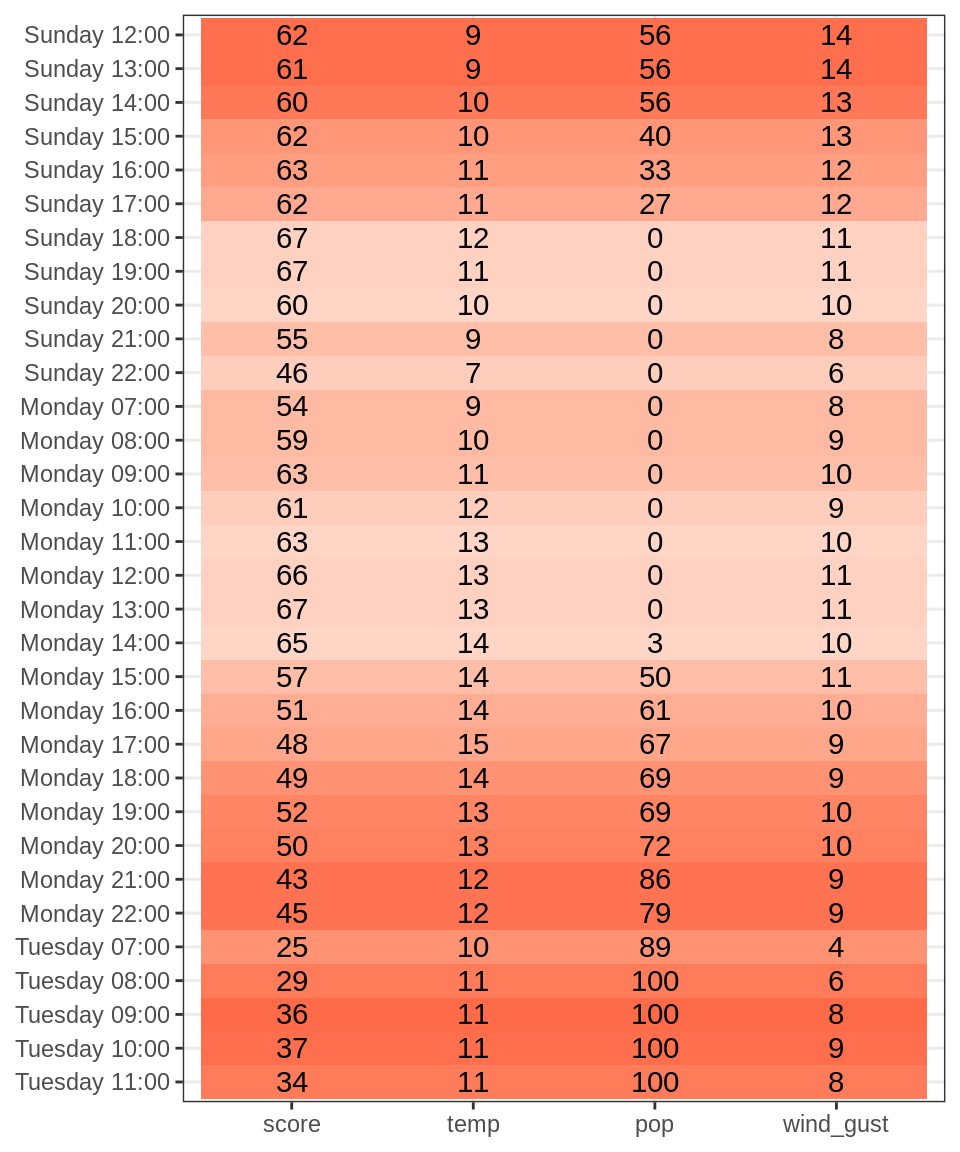 Sunday 12:00 62 9 56 14
Sunday 13:00 61 9 56 14
Sunday 14:00 60 10 56 13
Sunday 15:00 62 10 40 13
Sunday 16:00 63 11 33 12
Sunday 17:00 62 11 27 12
Sunday 18:00 67 12 0 11
Sunday 19:00 67 11 0 11
Sunday 20:00 60 10 0 10
Sunday 21:00 55 9 0 8
Sunday 22:00 46 7 0 6
Monday 07:00 54 9 0 8
Monday 08:00 59 10 0 9
Monday 09:00 63 11 0 10
Monday 10:00 61 12 0 9
Monday 11:00 63 13 0 10
Monday 12:00 66 13 0 11
Monday 13:00 67 13 0 11
Monday 14:00 65 14 3 10
Monday 15:00 57 14 50 11
Monday 16:00 51 14 61 10
Monday 17:00 48 15 67 9
Monday 18:00 49 14 69 9
Monday 19:00 52 13 69 10
Monday 20:00 50 13 72 10
Monday 21:00 43 12 86 9
Monday 22:00 45 12 79 9
Tuesday 07:00 25 10 89 4
Tuesday 08:00 29 11 100 6
Tuesday 09:00 36 11 100 8
Tuesday 10:00 37 11 100 9
Tuesday 11:00 34 11 100 8
score temp pop wind_gust